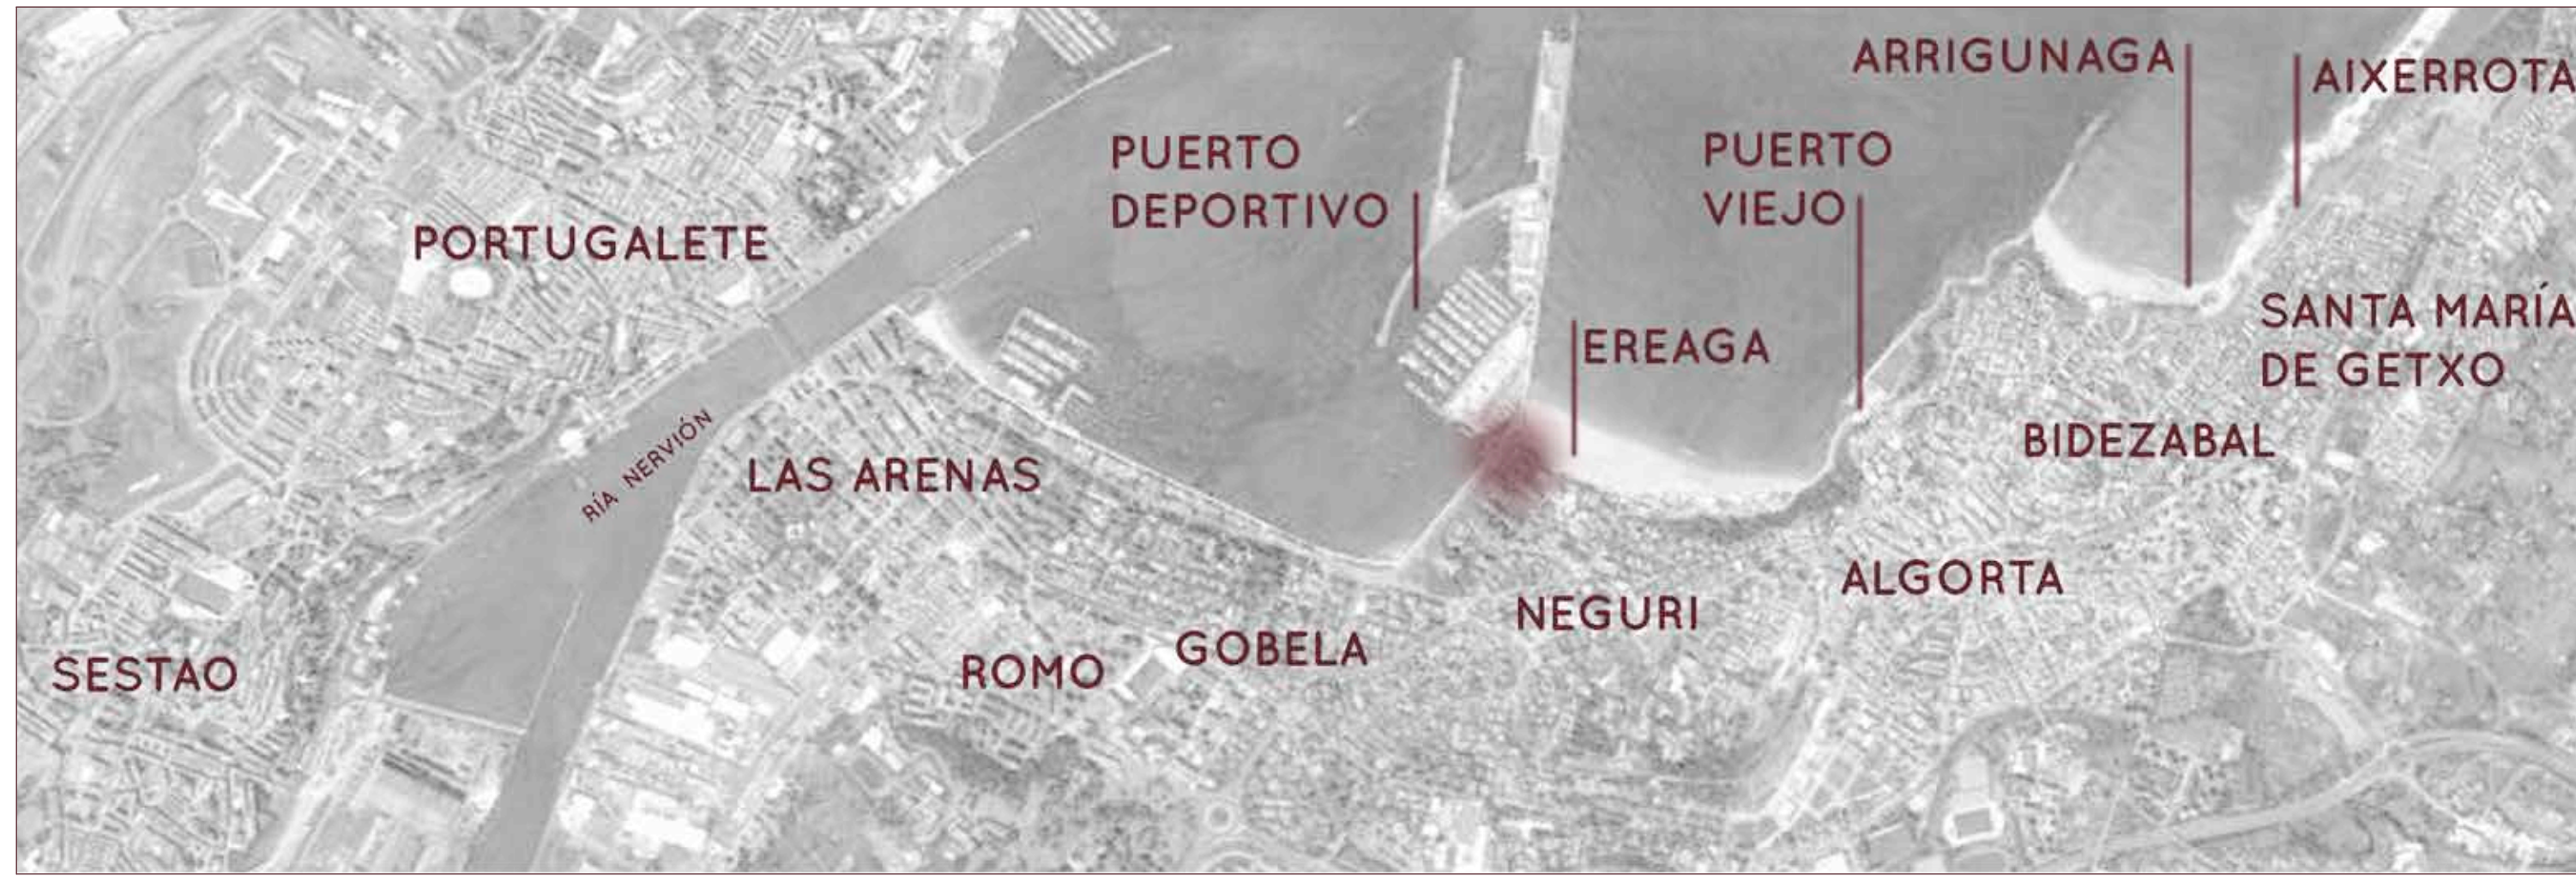 ARRIGUNAGA
AIXERROTA
PUERTO
DEPORTIVO
PUERTO
VIEJO
PORTUGALETE
EREAGA
SANTA MARÍA
DE GETXO
RÍA NERVIÓN
LAS ARENAS
BIDEZABAL
ALGORTA
NEGURI
GOBELA
ROMO
SESTAO